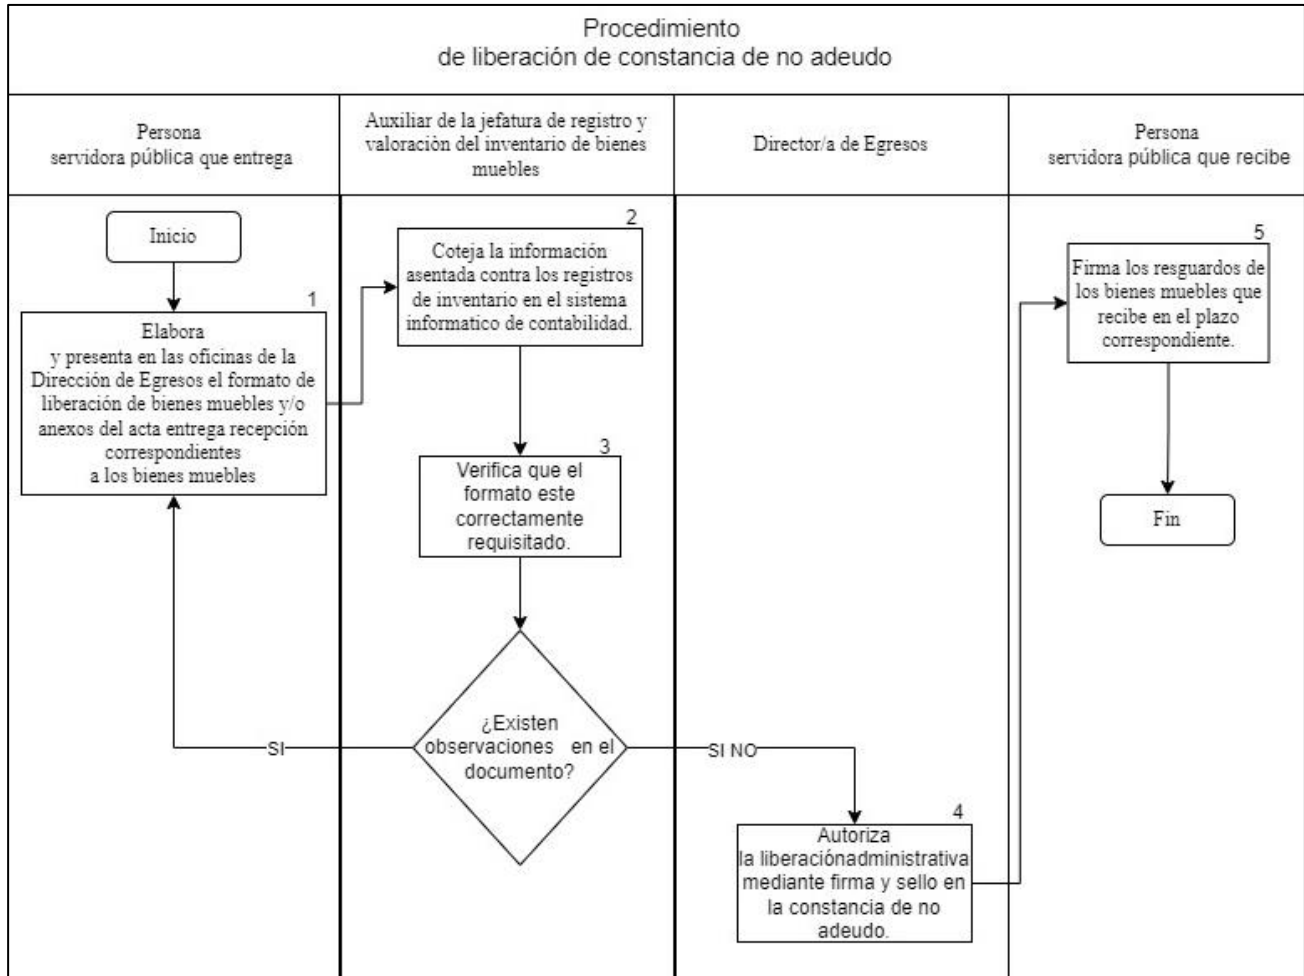 Procedimiento
de liberación de constancia de no adeudo
Persona
servidora pública que entrega
Auxiliar de la jefatura de registro y
valoraciòn del inventario de bienes
muebles
Director/a de Egresos
Persona
servidora pública que recibe
Inicio
1
Elabora
y presenta en las oficinas de la
Dirección de Egresos el formato de
liberación de bienes muebles y/o
anexos del acta entrega recepción
correspondientes
a los bienes muebles
2
Coteja la información
asentada contra los registros
de inventario en el sistema
informatico de contabilidad.
3
Verifica que el
formato este
correctamente
requisitado.
¿Existen
observaciones en el
documento?
SI
SI NO
4
Autoriza
la liberaciónadministrativa
mediante firma y sello en
la constancia de no
adeudo.
5
Firma los resguardos de
los bienes muebles que
recibe en el plazo
correspondiente.
Fin